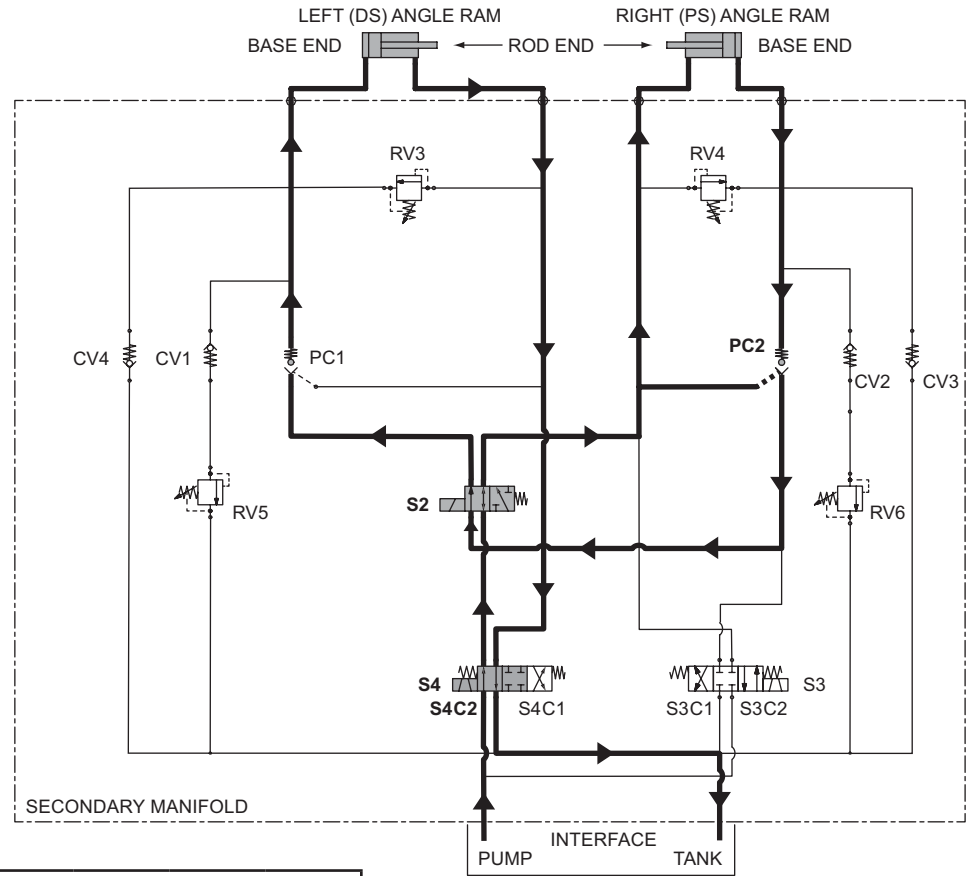 LEFT (DS) ANGLE RAM
RIGHT (PS) ANGLE RAM
BASE END
ROD END
BASE END
RV3
RV4
CV4
CV1
PC1
PC2
CV2
CV3
RV5
S2
RV6
S4
S3
S4C2
S4C1
S3C1
S3C2
SECONDARY MANIFOLD
INTERFACE
PUMP
TANK